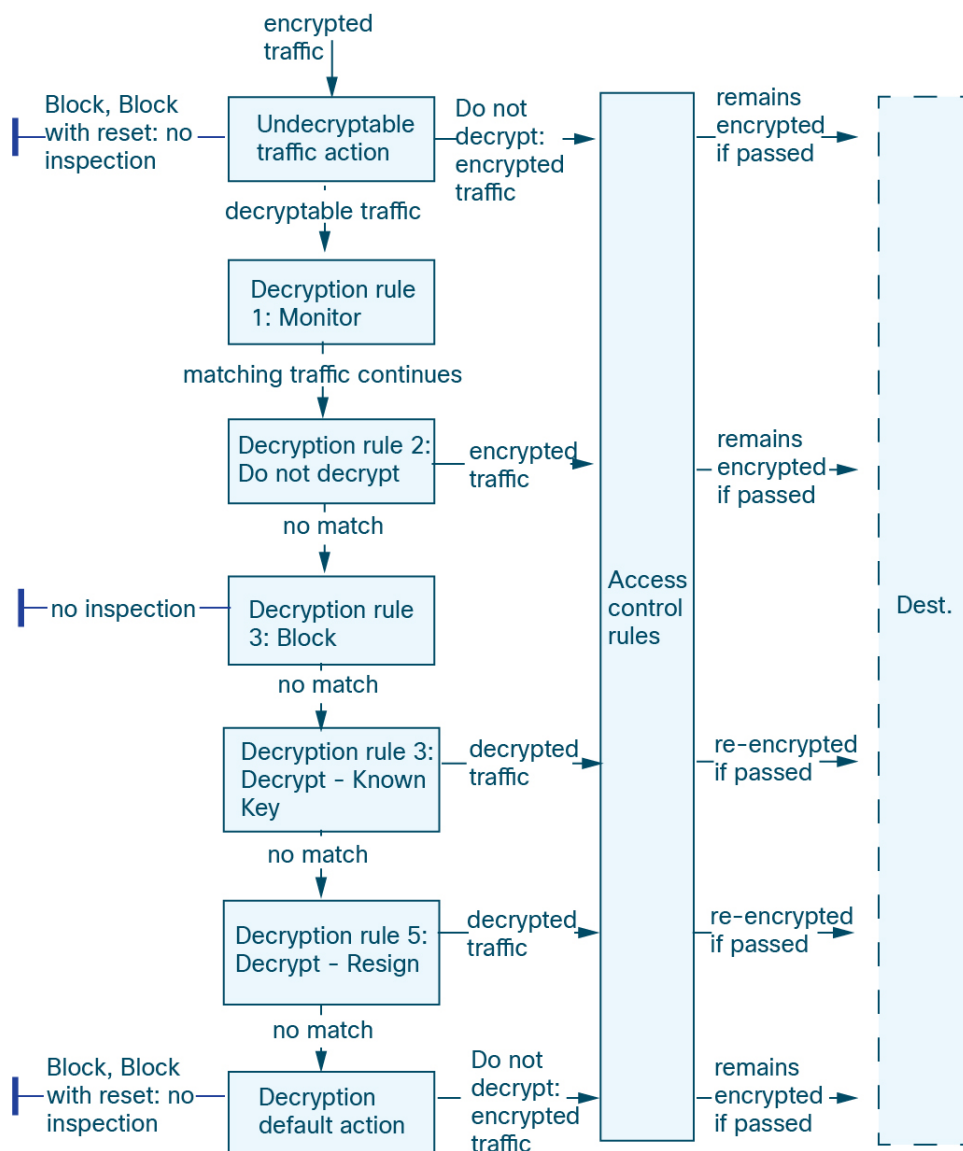 encrypted
traffic
Block, Block
with reset: no
inspection
Undecryptable
traffic action
Do not
decrypt:
encrypted
traffic
remains
encrypted
if passed
decryptable traffic
Decryption rule
1: Monitor
matching traffic continues
Decryption rule 2:
Do not decrypt
encrypted
traffic
remains
encrypted
if passed
no match
no inspection
Decryption rule
3: Block
Access
control
rules
Dest.
no match
Decryption rule 3:
Decrypt - Known
Key
decrypted
traffic
re-encrypted
if passed
no match
Decryption rule 5:
Decrypt - Resign
decrypted
traffic
re-encrypted
if passed
no match
Block, Block
with reset: no
inspection
Decryption
default action
Do not
decrypt:
encrypted
traffic
remains
encrypted
if passed